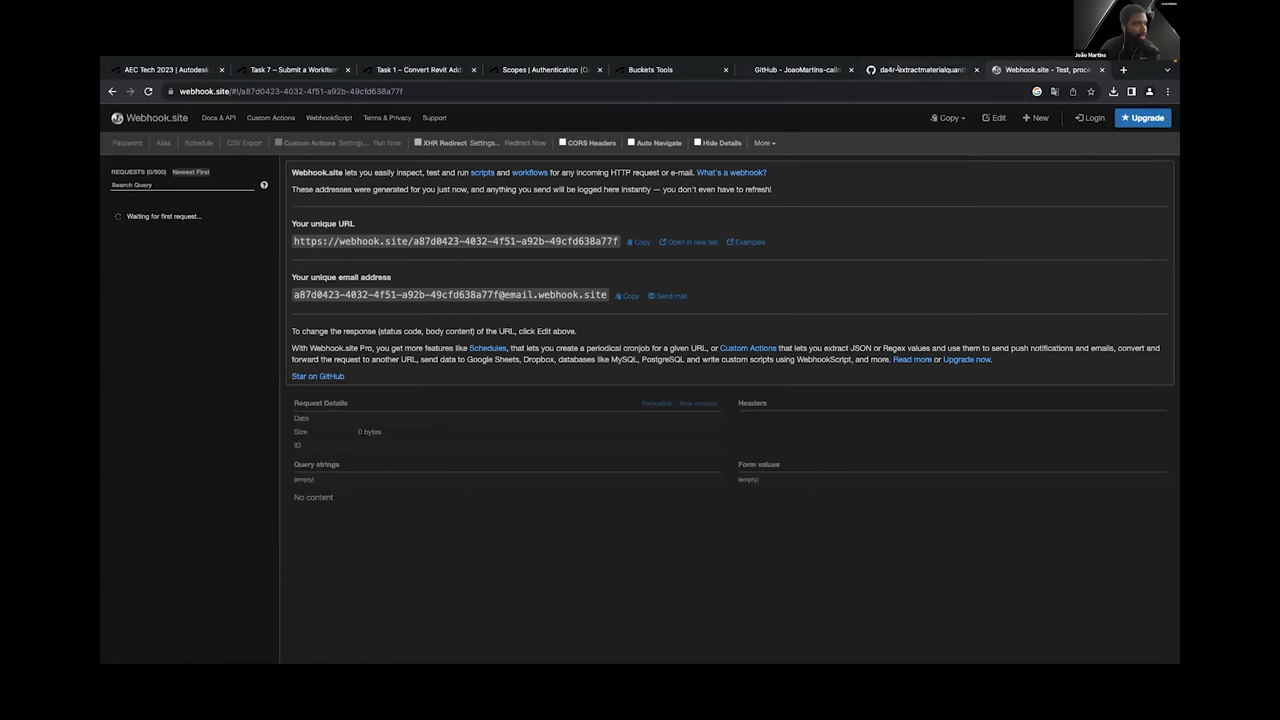 João Martins
AEC Tech 2023 | Autodesk
Task 7 – Submit a WorkItem
Task 1 – Convert Revit Add
Scopes | Authentication (O
Buckets Tools
GitHub - JoaoMartins-calln
da4r-extractmaterialquanti
Webhook.site - Test, proce
webhook.site/#!/a87d0423-4032-4f51-a92b-49cfd638a77f
Webhook.site
Docs & API
Custom Actions
WebhookScript
Terms & Privacy
Support
Copy
Edit
New
Login
Upgrade
Password
Alias
Schedule
CSV Export
Custom Actions
Settings...
Run Now
XHR Redirect
Settings...
Redirect Now
CORS Headers
Auto Navigate
Hide Details
More
REQUESTS (0/500)
Newest First
Search Query
Waiting for first request...
Webhook.site lets you easily inspect, test and run scripts and workflows for any incoming HTTP request or e-mail. What's a webhook?
These addresses were generated for you just now, and anything you send will be logged here instantly — you don't even have to refresh!
Your unique URL
https://webhook.site/a87d0423-4032-4f51-a92b-49cfd638a77f
Copy
Open in new tab
Examples
Your unique email address
a87d0423-4032-4f51-a92b-49cfd638a77f@email.webhook.site
Copy
Send mail
To change the response (status code, body content) of the URL, click Edit above.
With Webhook.site Pro, you get more features like Schedules, that lets you create a periodical cronjob for a given URL, or Custom Actions that lets you extract JSON or Regex values and use them to send push notifications and emails, convert and
forward the request to another URL, send data to Google Sheets, Dropbox, databases like MySQL, PostgreSQL and write custom scripts using WebhookScript, and more. Read more or Upgrade now.
Star on GitHub
Request Details
Permalink
Raw content
Headers
Date
Size
0 bytes
ID
Query strings
Form values
(empty)
(empty)
No content